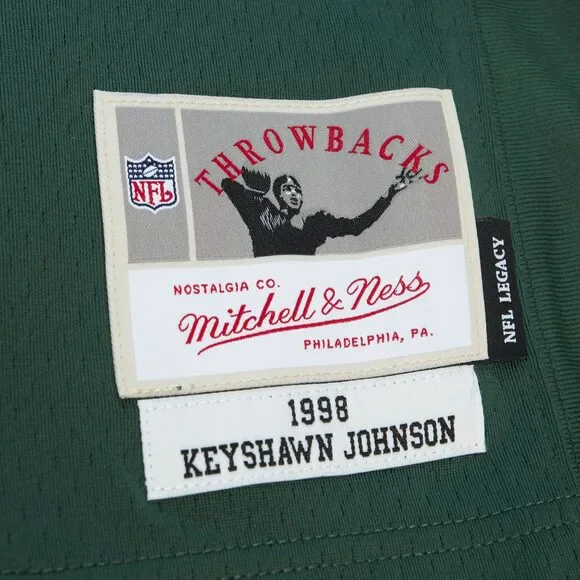 THROWBACKS
NFL
NOSTALGIA CO.
Mitchell & Ness
PHILADELPHIA, PA.
NFL LEGACY
1998
KEYSHAWN JOHNSON